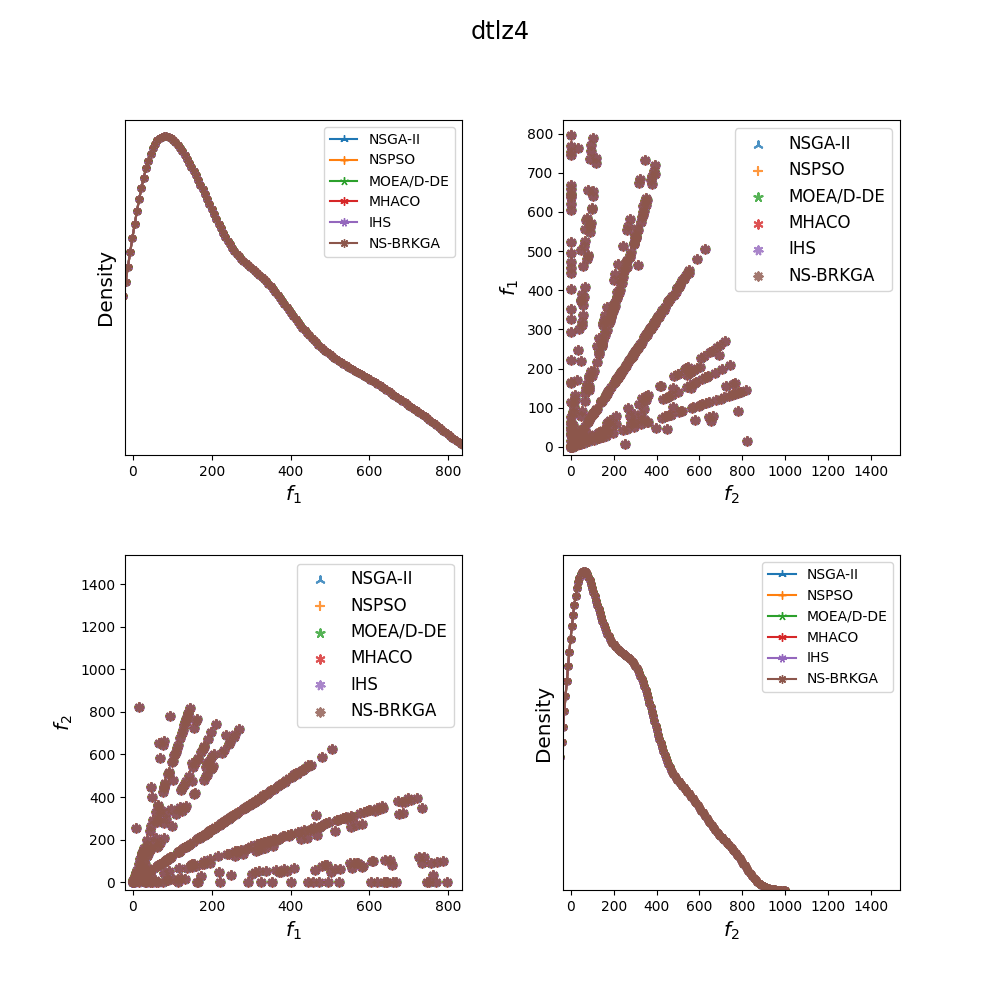 dtlz4
Density
NSGA-II
NSPSO
MOEA/D-DE
MHACO
IHS
NS-BRKGA
0 200 400 600 800
f1
f1
800
700
600
500
400
300
200
100
0
NSGA-II
NSPSO
MOEA/D-DE
MHACO
IHS
NS-BRKGA
0 200 400 600 800 1000 1200 1400
f2
f2
1400
1200
1000
800
600
400
200
0
NSGA-II
NSPSO
MOEA/D-DE
MHACO
IHS
NS-BRKGA
0 200 400 600 800
f1
Density
NSGA-II
NSPSO
MOEA/D-DE
MHACO
IHS
NS-BRKGA
0 200 400 600 800 1000 1200 1400
f2